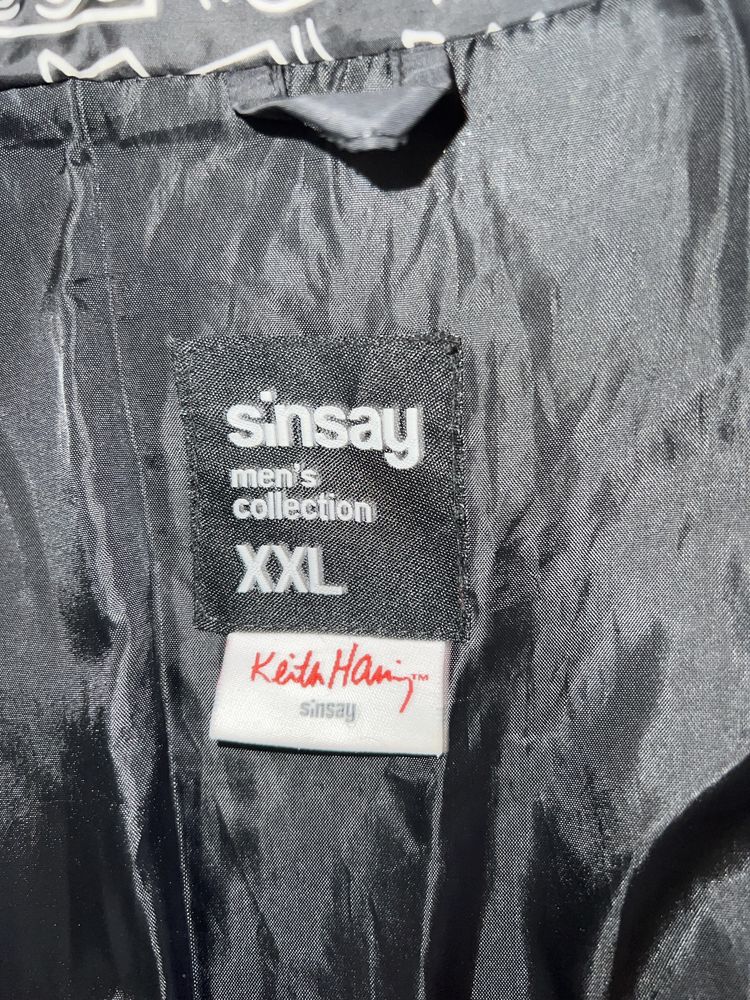 sinsay
men's
collection
XXL
Keith Haring™
sinsay